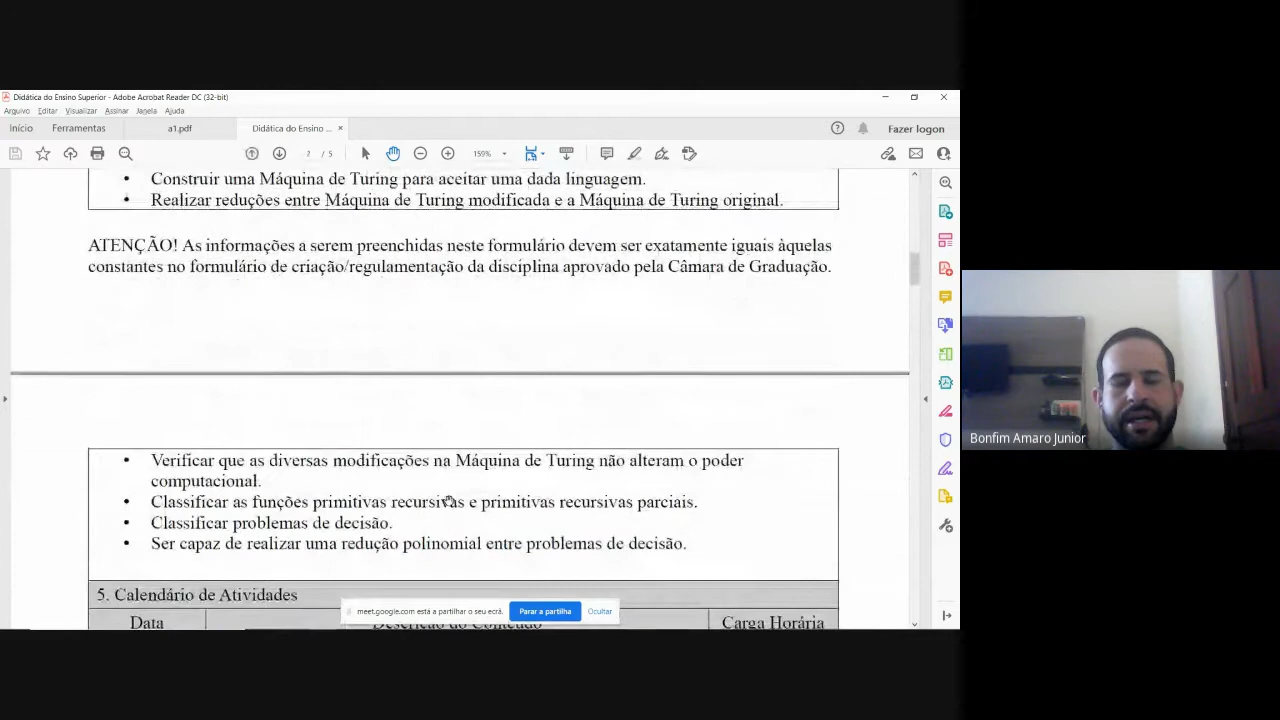 Didática do Ensino Superior - Adobe Acrobat Reader DC (32-bit)
Arquivo Editar Visualizar Assinar Janela Ajuda
Início Ferramentas a1.pdf Didática do Ensino ... × Fazer logon
/ 5 159%
• Construir uma Máquina de Turing para aceitar uma dada linguagem.
• Realizar reduções entre Máquina de Turing modificada e a Máquina de Turing original.
ATENÇÃO! As informações a serem preenchidas neste formulário devem ser exatamente iguais àquelas
constantes no formulário de criação/regulamentação da disciplina aprovado pela Câmara de Graduação.
• Verificar que as diversas modificações na Máquina de Turing não alteram o poder
computacional.
• Classificar as funções primitivas recursivas e primitivas recursivas parciais.
• Classificar problemas de decisão.
• Ser capaz de realizar uma redução polinomial entre problemas de decisão.
5. Calendário de Atividades
Data Descrição do Conteúdo Carga Horária
meet.google.com está a partilhar o seu ecrã. Parar a partilha Ocultar
Bonfim Amaro Junior